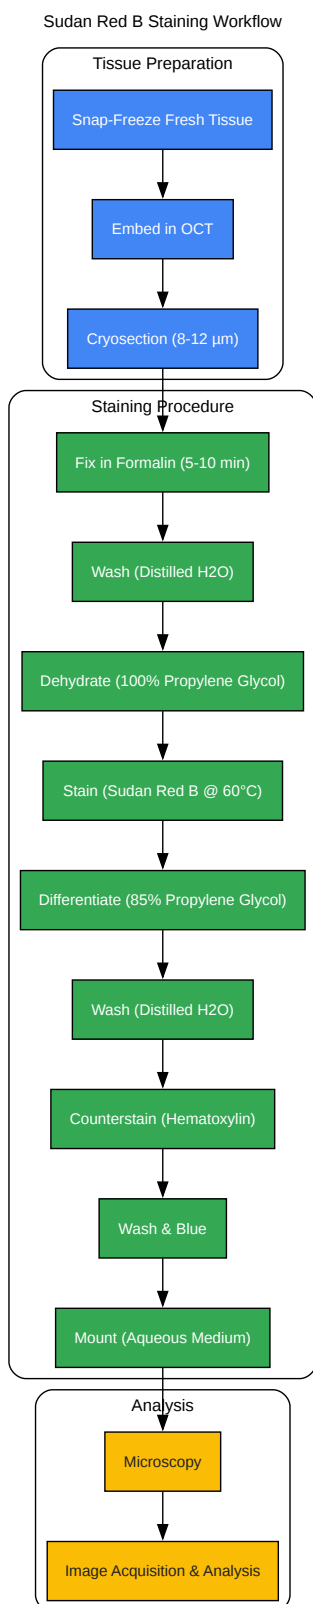 Sudan Red B Staining Workflow
Tissue Preparation
Snap-Freeze Fresh Tissue
Embed in OCT
Cryosection (8-12 µm)
Staining Procedure
Fix in Formalin (5-10 min)
Wash (Distilled H2O)
Dehydrate (100% Propylene Glycol)
Stain (Sudan Red B @ 60°C)
Differentiate (85% Propylene Glycol)
Wash (Distilled H2O)
Counterstain (Hematoxylin)
Wash & Blue
Mount (Aqueous Medium)
Analysis
Microscopy
Image Acquisition & Analysis